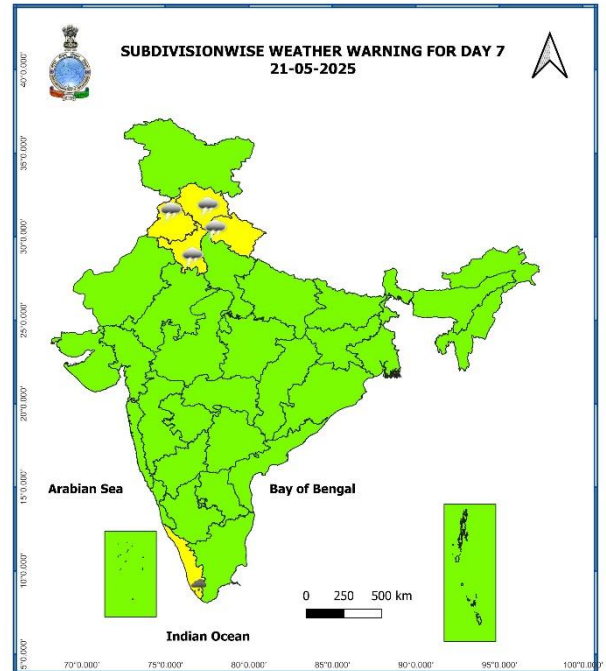 SUBDIVISIONWISE WEATHER WARNING FOR DAY 7
21-05-2025
40°0.000'
35°0.000'
30°0.000'
25°0.000'
20°0.000'
15°0.000'
10°0.000'
5°0.000'
Arabian Sea
Bay of Bengal
0 250 500 km
Indian Ocean
70°0.000' 75°0.000' 80°0.000' 85°0.000' 90°0.000' 95°0.000' 100°0.000'